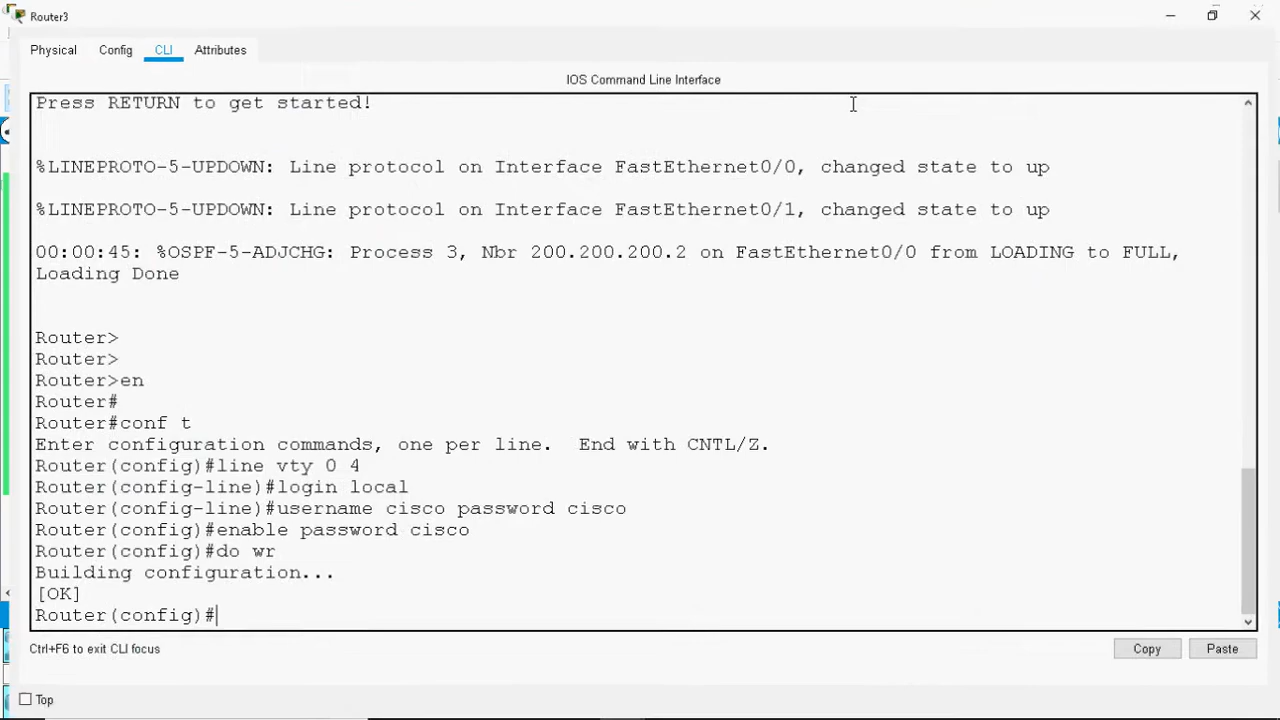 Router3
Physical Config CLI Attributes
IOS Command Line Interface
Press RETURN to get started!
%LINEPROTO-5-UPDOWN: Line protocol on Interface FastEthernet0/0, changed state to up
%LINEPROTO-5-UPDOWN: Line protocol on Interface FastEthernet0/1, changed state to up
00:00:45: %OSPF-5-ADJCHG: Process 3, Nbr 200.200.200.2 on FastEthernet0/0 from LOADING to FULL,
Loading Done
Router>
Router>
Router>en
Router#
Router#conf t
Enter configuration commands, one per line.  End with CNTL/Z.
Router(config)#line vty 0 4
Router(config-line)#login local
Router(config-line)#username cisco password cisco
Router(config)#enable password cisco
Router(config)#do wr
Building configuration...
[OK]
Router(config)#
Ctrl+F6 to exit CLI focus
Copy Paste
Top